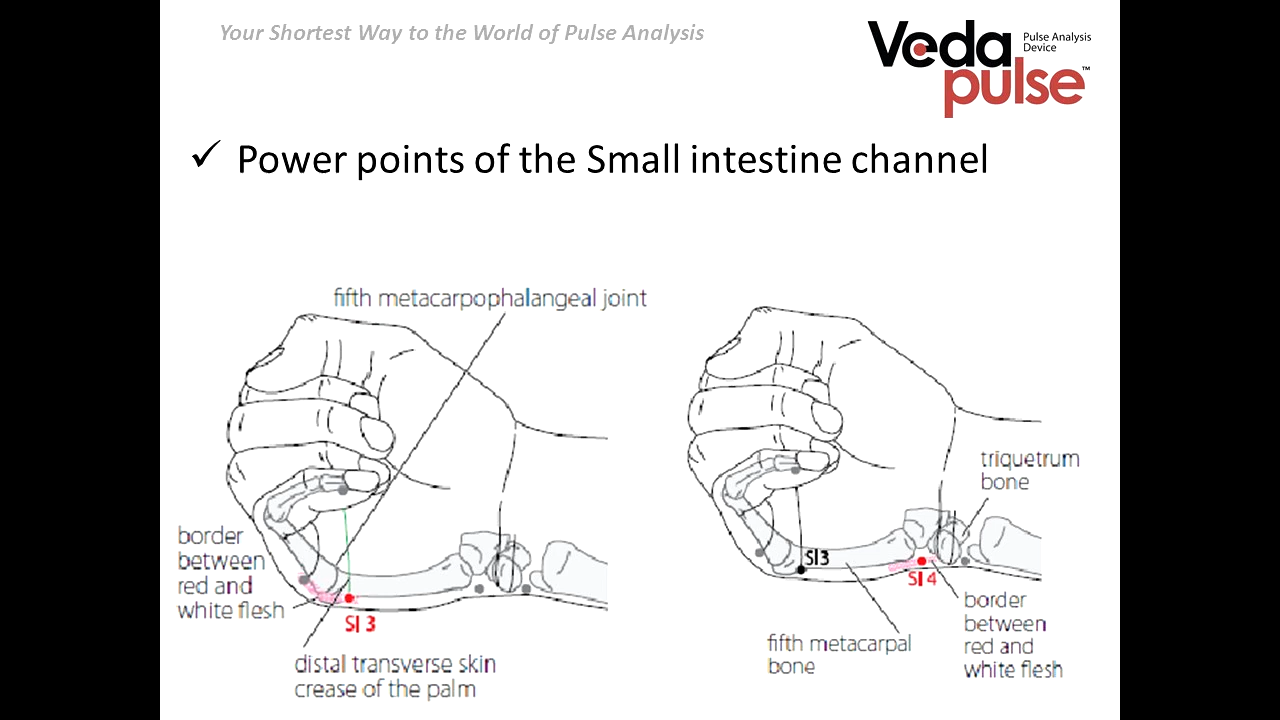 Your Shortest Way to the World of Pulse Analysis
Veda Pulse Analysis
Device
pulse™
✓ Power points of the Small intestine channel
fifth metacarpophalangeal joint
border
between
red and
white flesh
SI 3
distal transverse skin
crease of the palm
triquetrum
bone
SI3
SI 4
border
between
red and
white flesh
fifth metacarpal
bone